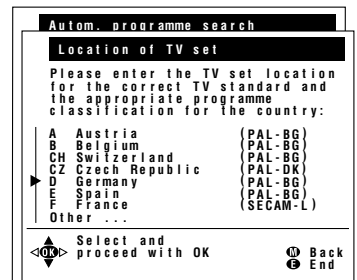 Autom. programme search
Location of TV set
Please enter the TV set location
for the correct TV standard and
the appropriate programme
classification for the country:
A Austria (PAL-BG)
B Belgium (PAL-BG)
CH Switzerland (PAL-BG)
CZ Czech Republic (PAL-DK)
D Germany (PAL-BG)
E Spain (PAL-BG)
F France (SECAM-L)
Other ...
Select and
OK proceed with OK M Back
E End